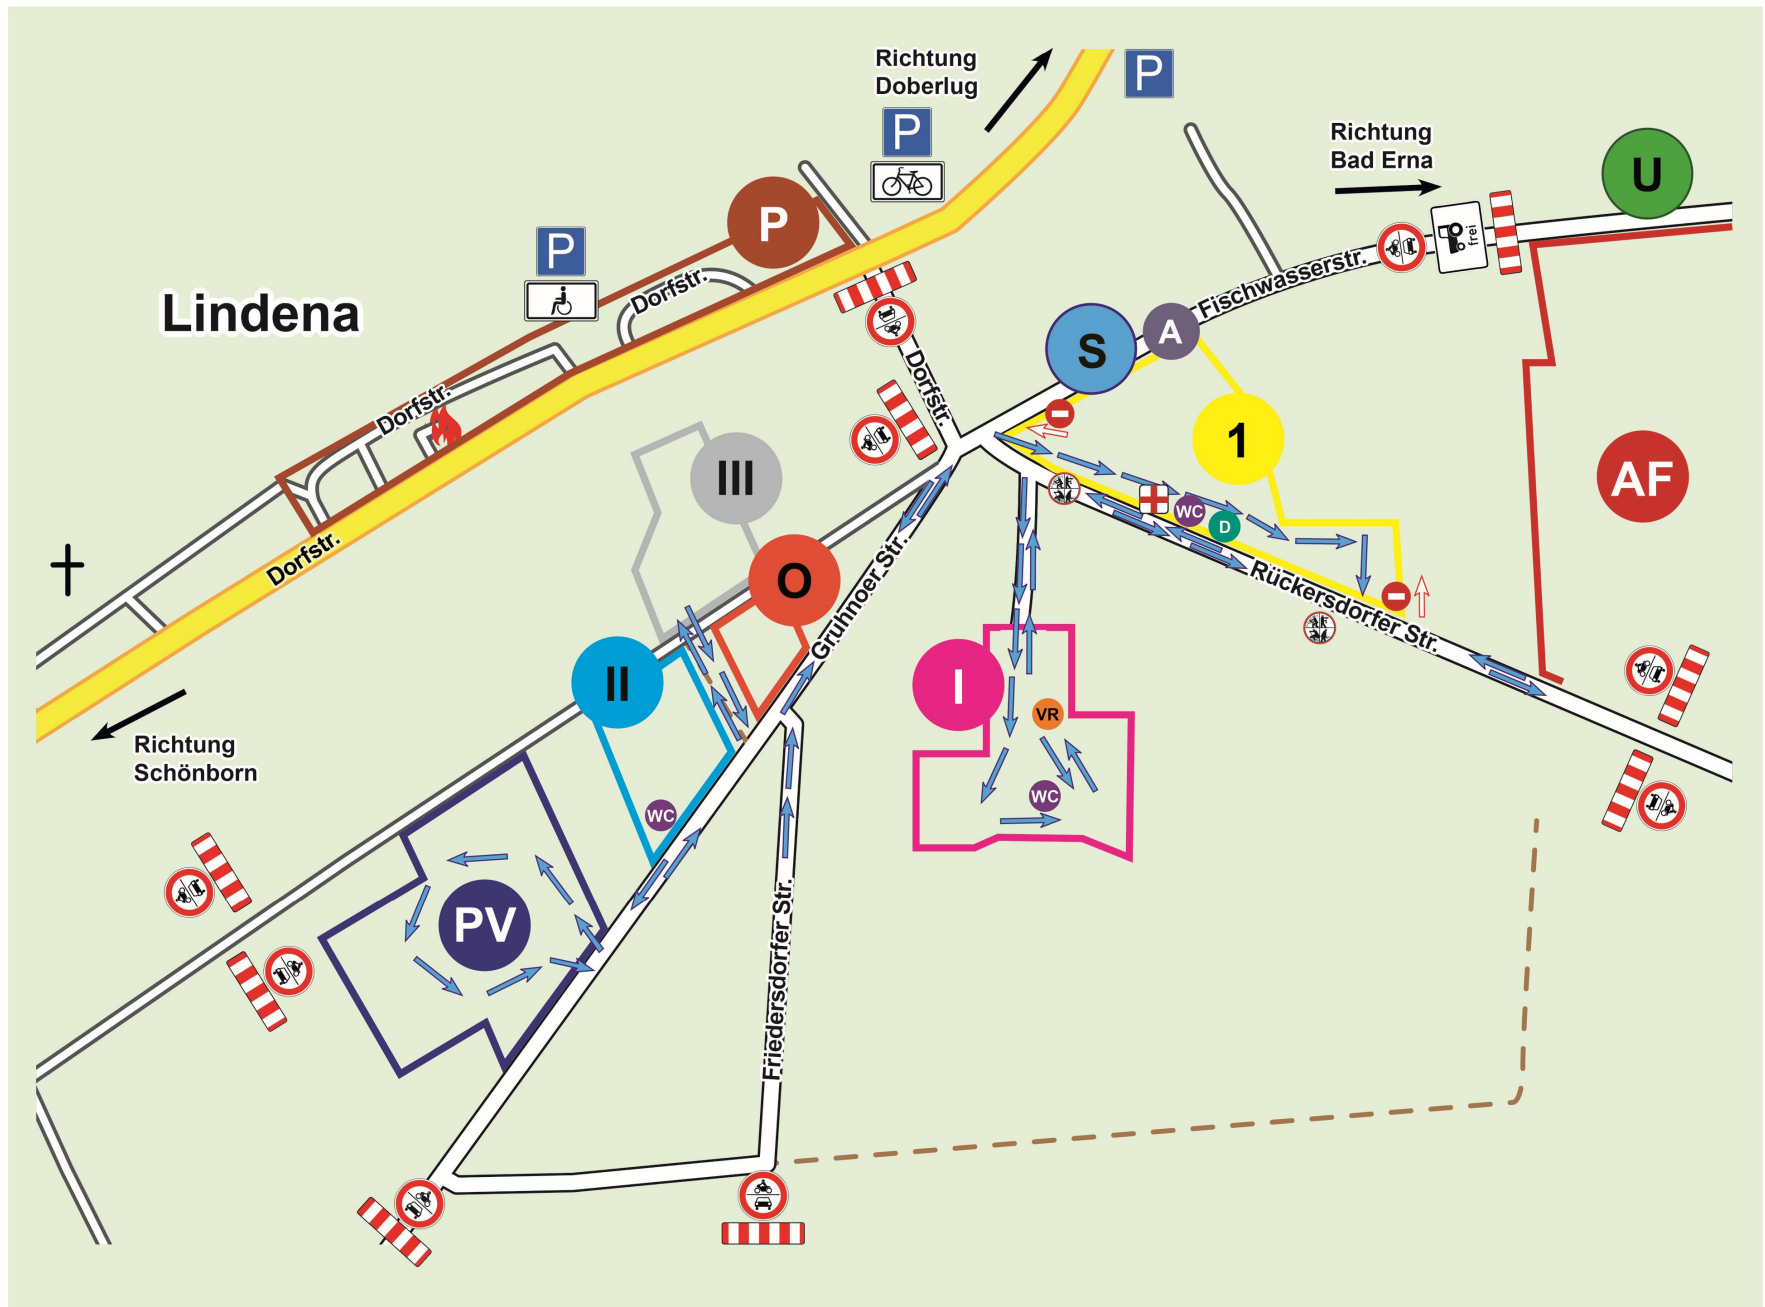 Richtung
Doberlug
P
P
Richtung
Bad Erna
U
P
P
frei
Dorfstr.
Lindena
Fischwasserstr.
S
A
Dorfstr.
Dorfstr.
1
III
AF
WC
D
Dorfstr.
O
Gruhnoer Str.
Rückersdorfer Str.
II
I
VR
Richtung
Schönborn
WC
WC
PV
Friedersdorfer Str.